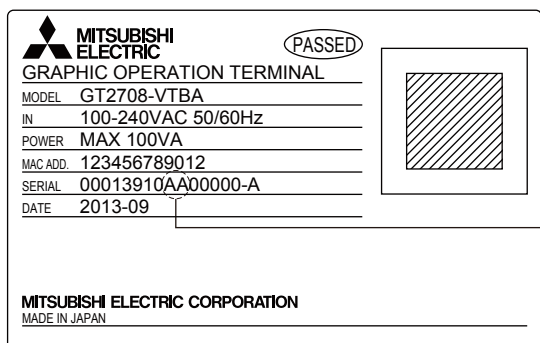 MITSUBISHI
ELECTRIC
PASSED
GRAPHIC OPERATION TERMINAL
MODEL GT2708-VTBA
IN 100-240VAC 50/60Hz
POWER MAX 100VA
MAC ADD. 123456789012
SERIAL 00013910AA00000-A
DATE 2013-09
MITSUBISHI ELECTRIC CORPORATION
MADE IN JAPAN